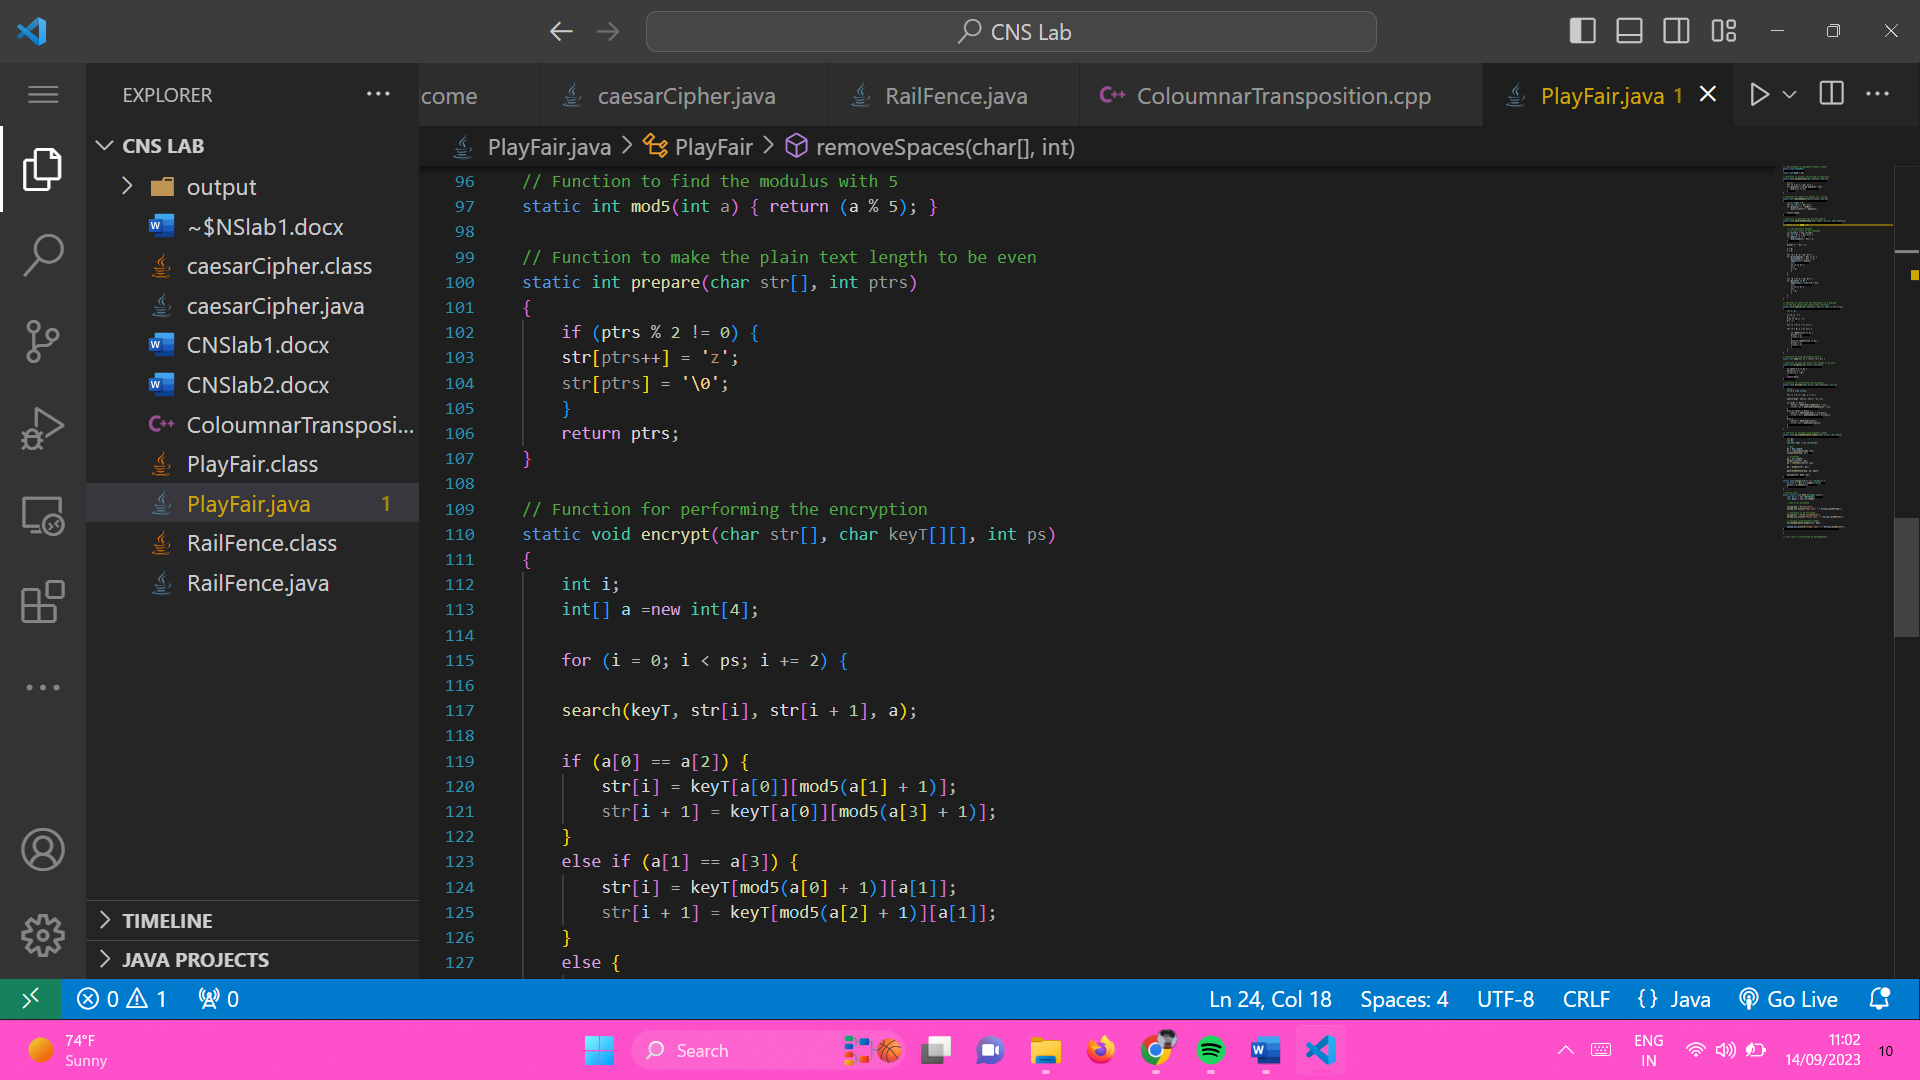 CNS Lab
EXPLORER
come
caesarCipher.java
RailFence.java
C++ ColoumnarTransposition.cpp
PlayFair.java 1
PlayFair.java > PlayFair > removeSpaces(char[], int)
CNS LAB
output
~$NSlab1.docx
caesarCipher.class
caesarCipher.java
CNSlab1.docx
CNSlab2.docx
C++ ColoumnarTransposi...
PlayFair.class
PlayFair.java 1
RailFence.class
RailFence.java
TIMELINE
JAVA PROJECTS
96 // Function to find the modulus with 5
97 static int mod5(int a) { return (a % 5); }
98
99 // Function to make the plain text length to be even
100 static int prepare(char str[], int ptrs)
101 {
102 if (ptrs % 2 != 0) {
103 str[ptrs++] = 'z';
104 str[ptrs] = '\0';
105 }
106 return ptrs;
107 }
108
109 // Function for performing the encryption
110 static void encrypt(char str[], char keyT[][], int ps)
111 {
112 int i;
113 int[] a =new int[4];
114
115 for (i = 0; i < ps; i += 2) {
116
117 search(keyT, str[i], str[i + 1], a);
118
119 if (a[0] == a[2]) {
120 str[i] = keyT[a[0]][mod5(a[1] + 1)];
121 str[i + 1] = keyT[a[0]][mod5(a[3] + 1)];
122 }
123 else if (a[1] == a[3]) {
124 str[i] = keyT[mod5(a[0] + 1)][a[1]];
125 str[i + 1] = keyT[mod5(a[2] + 1)][a[1]];
126 }
127 else {
0 1 0
Ln 24, Col 18 Spaces: 4 UTF-8 CRLF {} Java Go Live
74°F
Sunny
Search
ENG
IN
11:02
14/09/2023
10